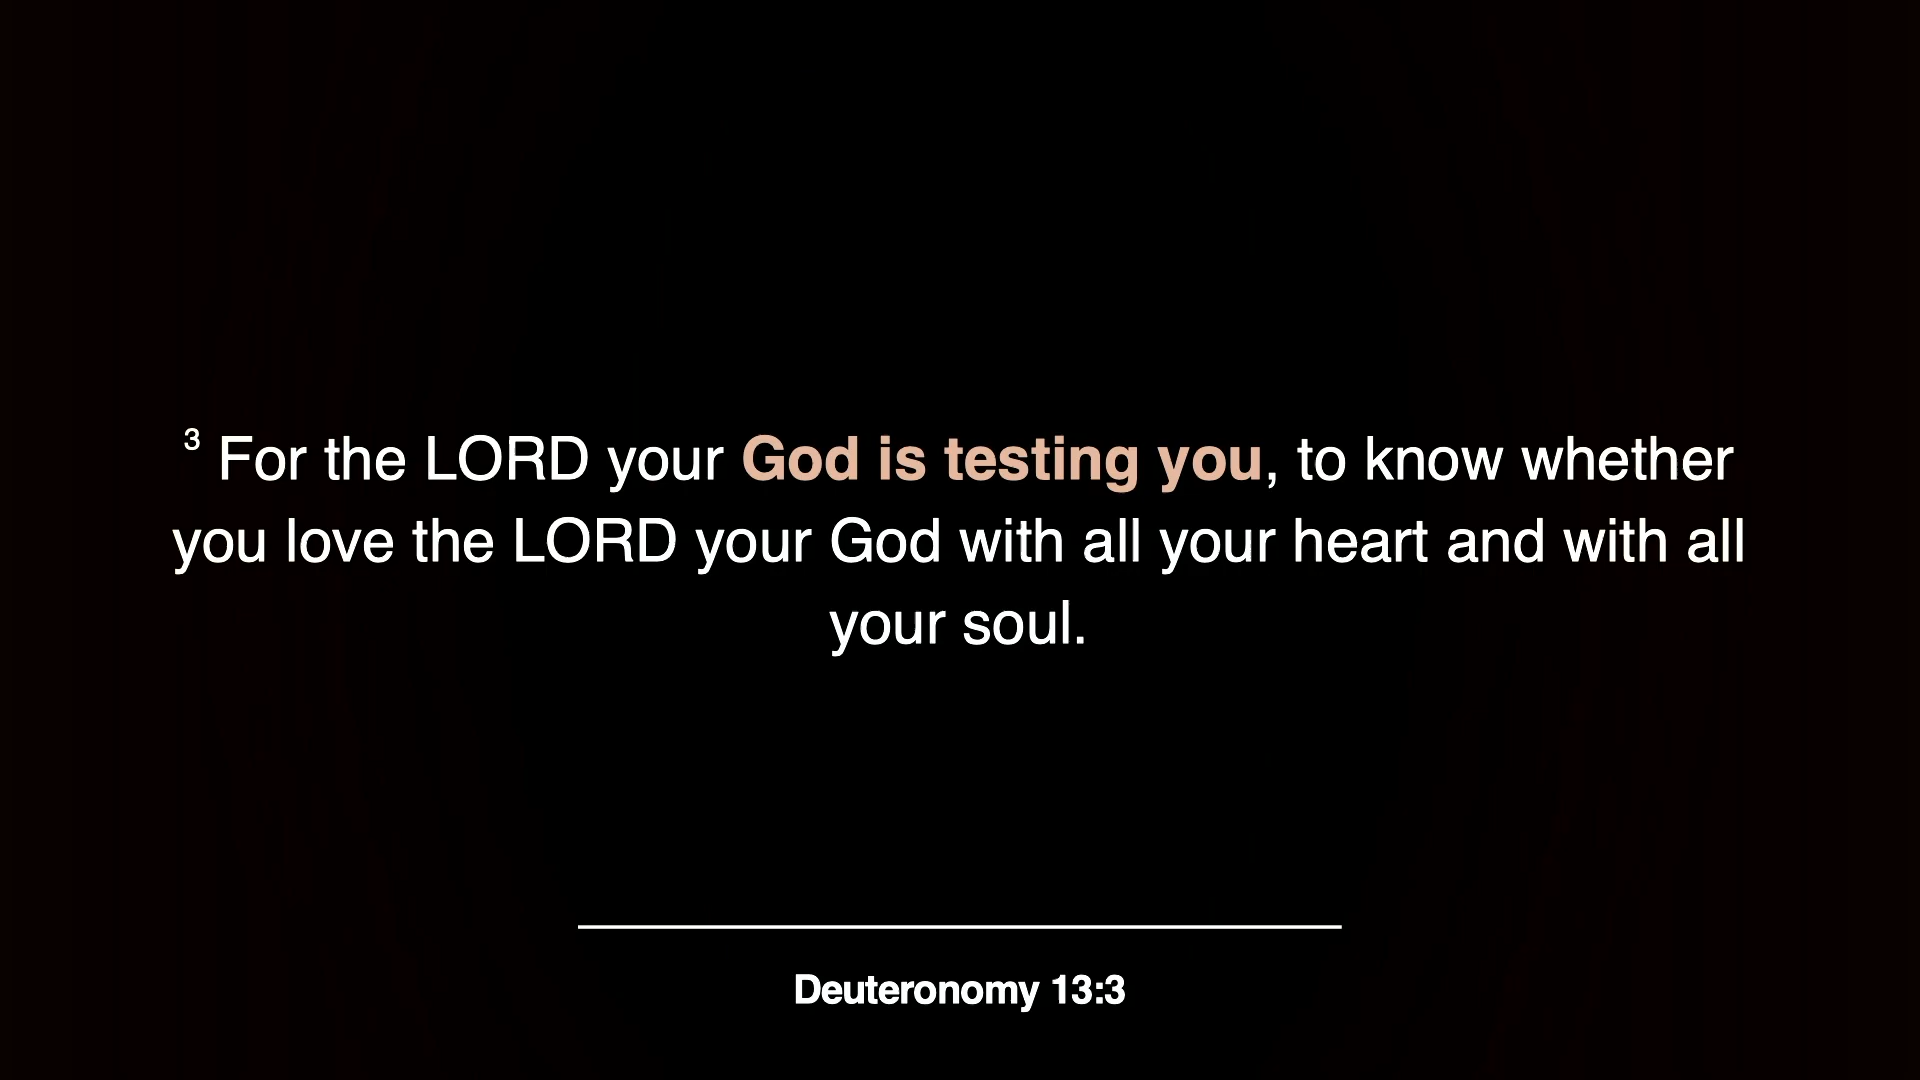 3 For the LORD your God is testing you, to know whether
you love the LORD your God with all your heart and with all
your soul.
Deuteronomy 13:3